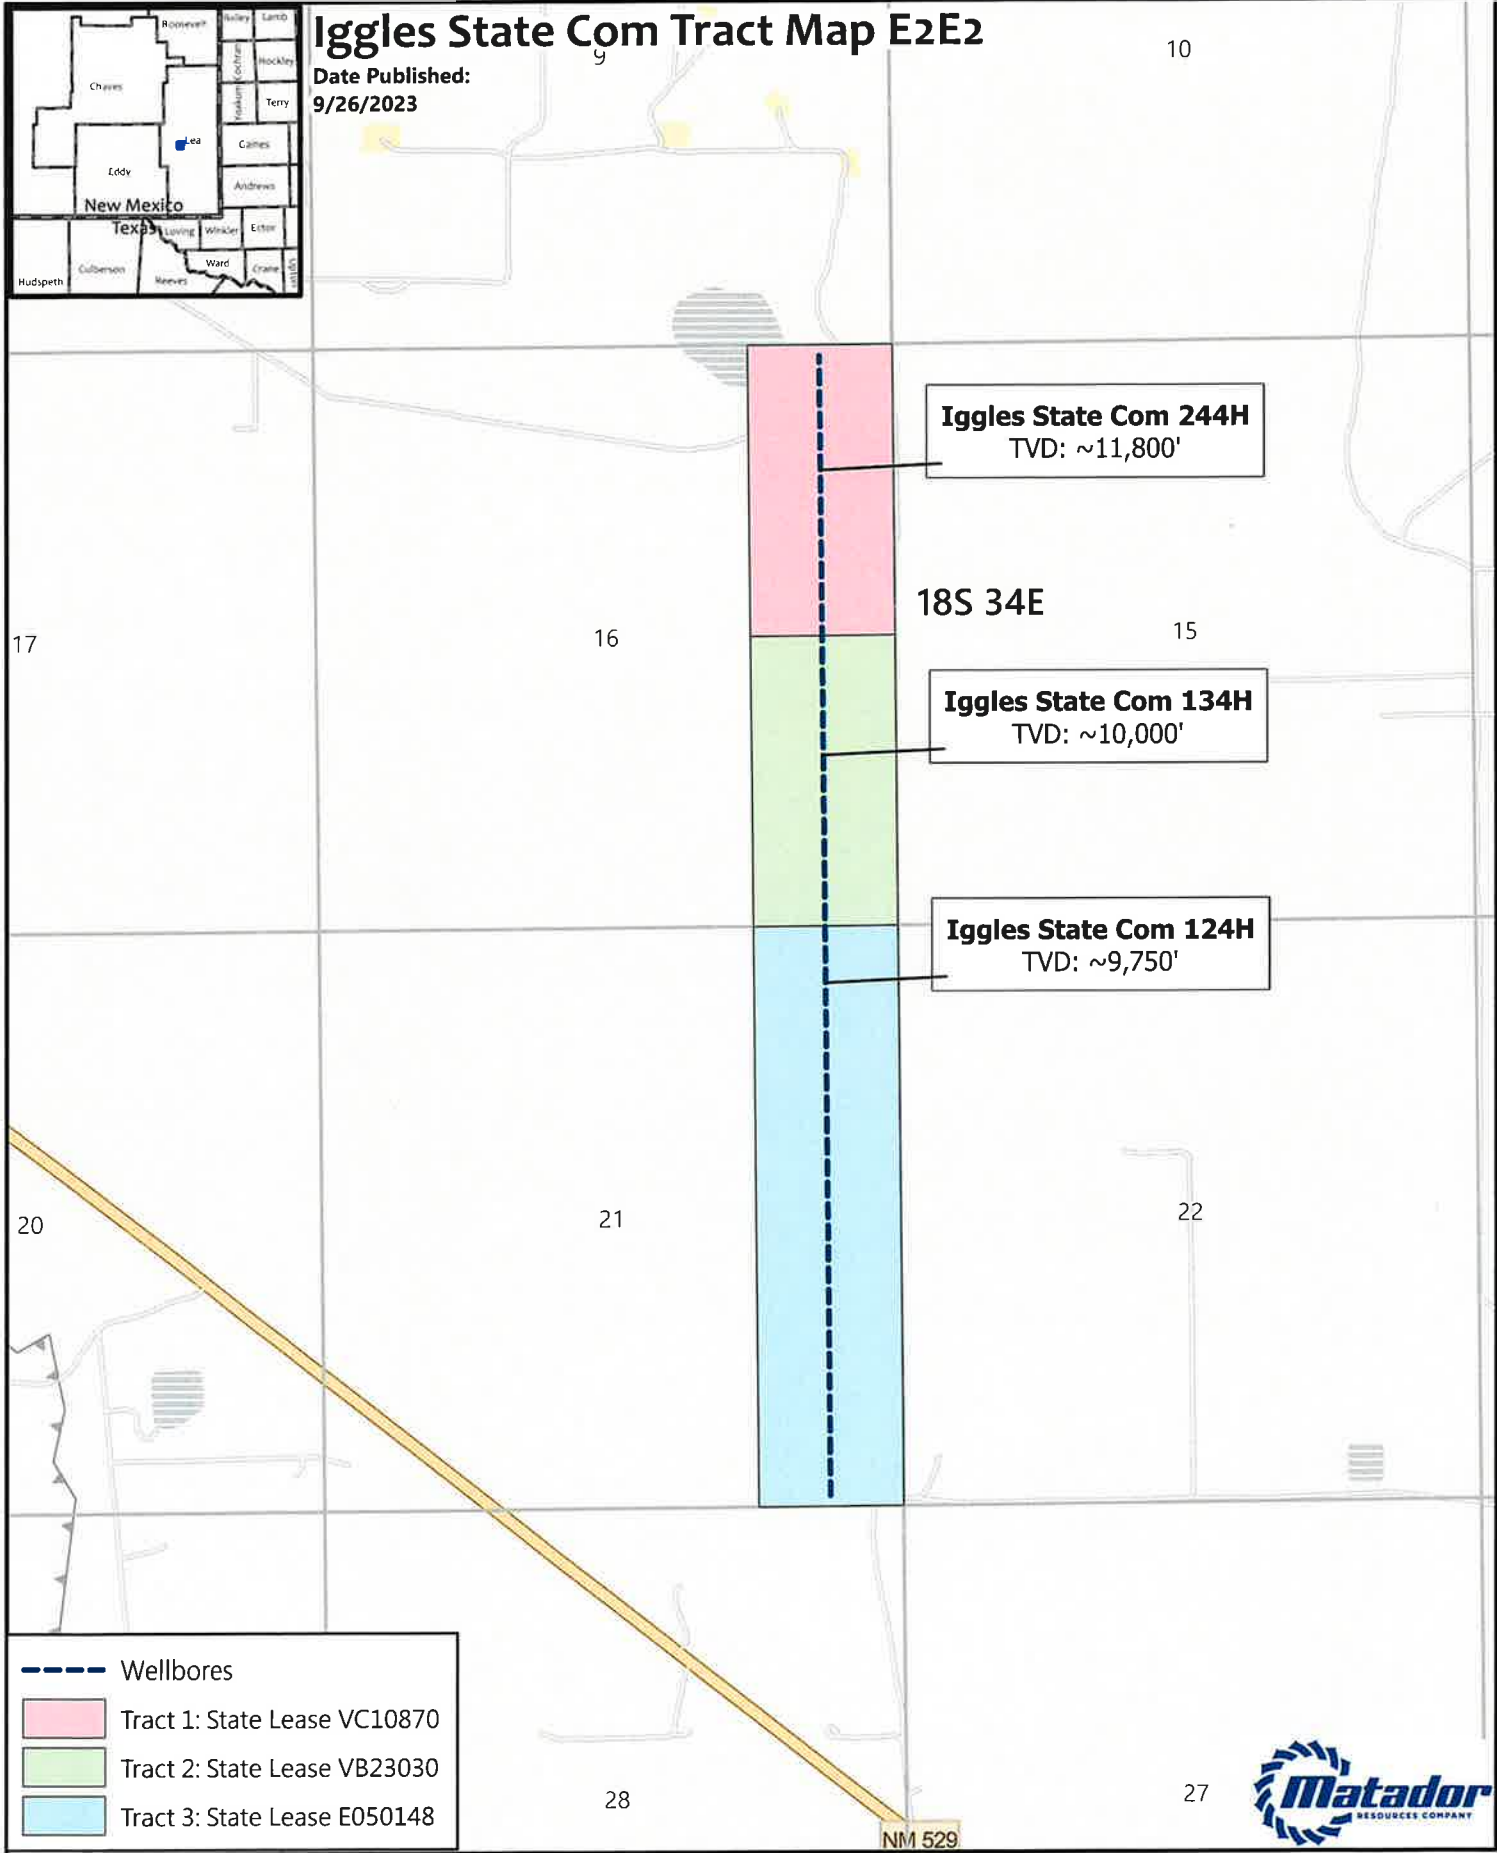 Iggles State Com Tract Map E2E2
Date Published:
9/26/2023
Roosevelt
Bailey
Lamb
Cochran
Hockley
Chaves
Yoakum
Terry
Lea
Gaines
Eddy
Andrews
New Mexico
Texas
Loving
Winkler
Ector
Hudspeth
Culberson
Reeves
Ward
Crane
Upton
9
10
Iggles State Com 244H
TVD: ~11,800'
18S 34E
17
16
15
Iggles State Com 134H
TVD: ~10,000'
Iggles State Com 124H
TVD: ~9,750'
20
21
22
Wellbores
Tract 1: State Lease VC10870
Tract 2: State Lease VB23030
Tract 3: State Lease E050148
28
27
NM 529
Matador
RESOURCES COMPANY